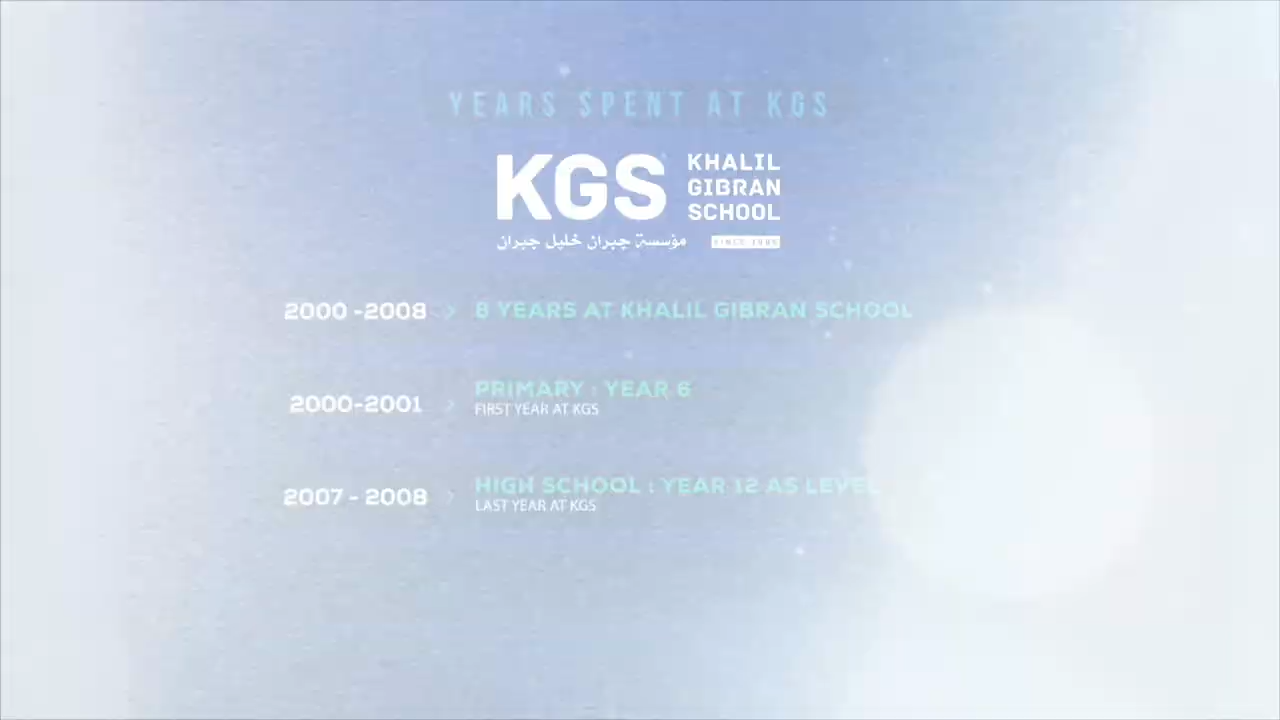 YEARS SPENT AT KGS
KGS KHALIL
GIBRAN
SCHOOL
مؤسسة جبران خليل جبران
2000 -2008 > 8 YEARS AT KHALIL GIBRAN SCHOOL
2000-2001 > PRIMARY : YEAR 6
FIRST YEAR AT KGS
2007 - 2008 > HIGH SCHOOL : YEAR 12 AS LEVEL
LAST YEAR AT KGS